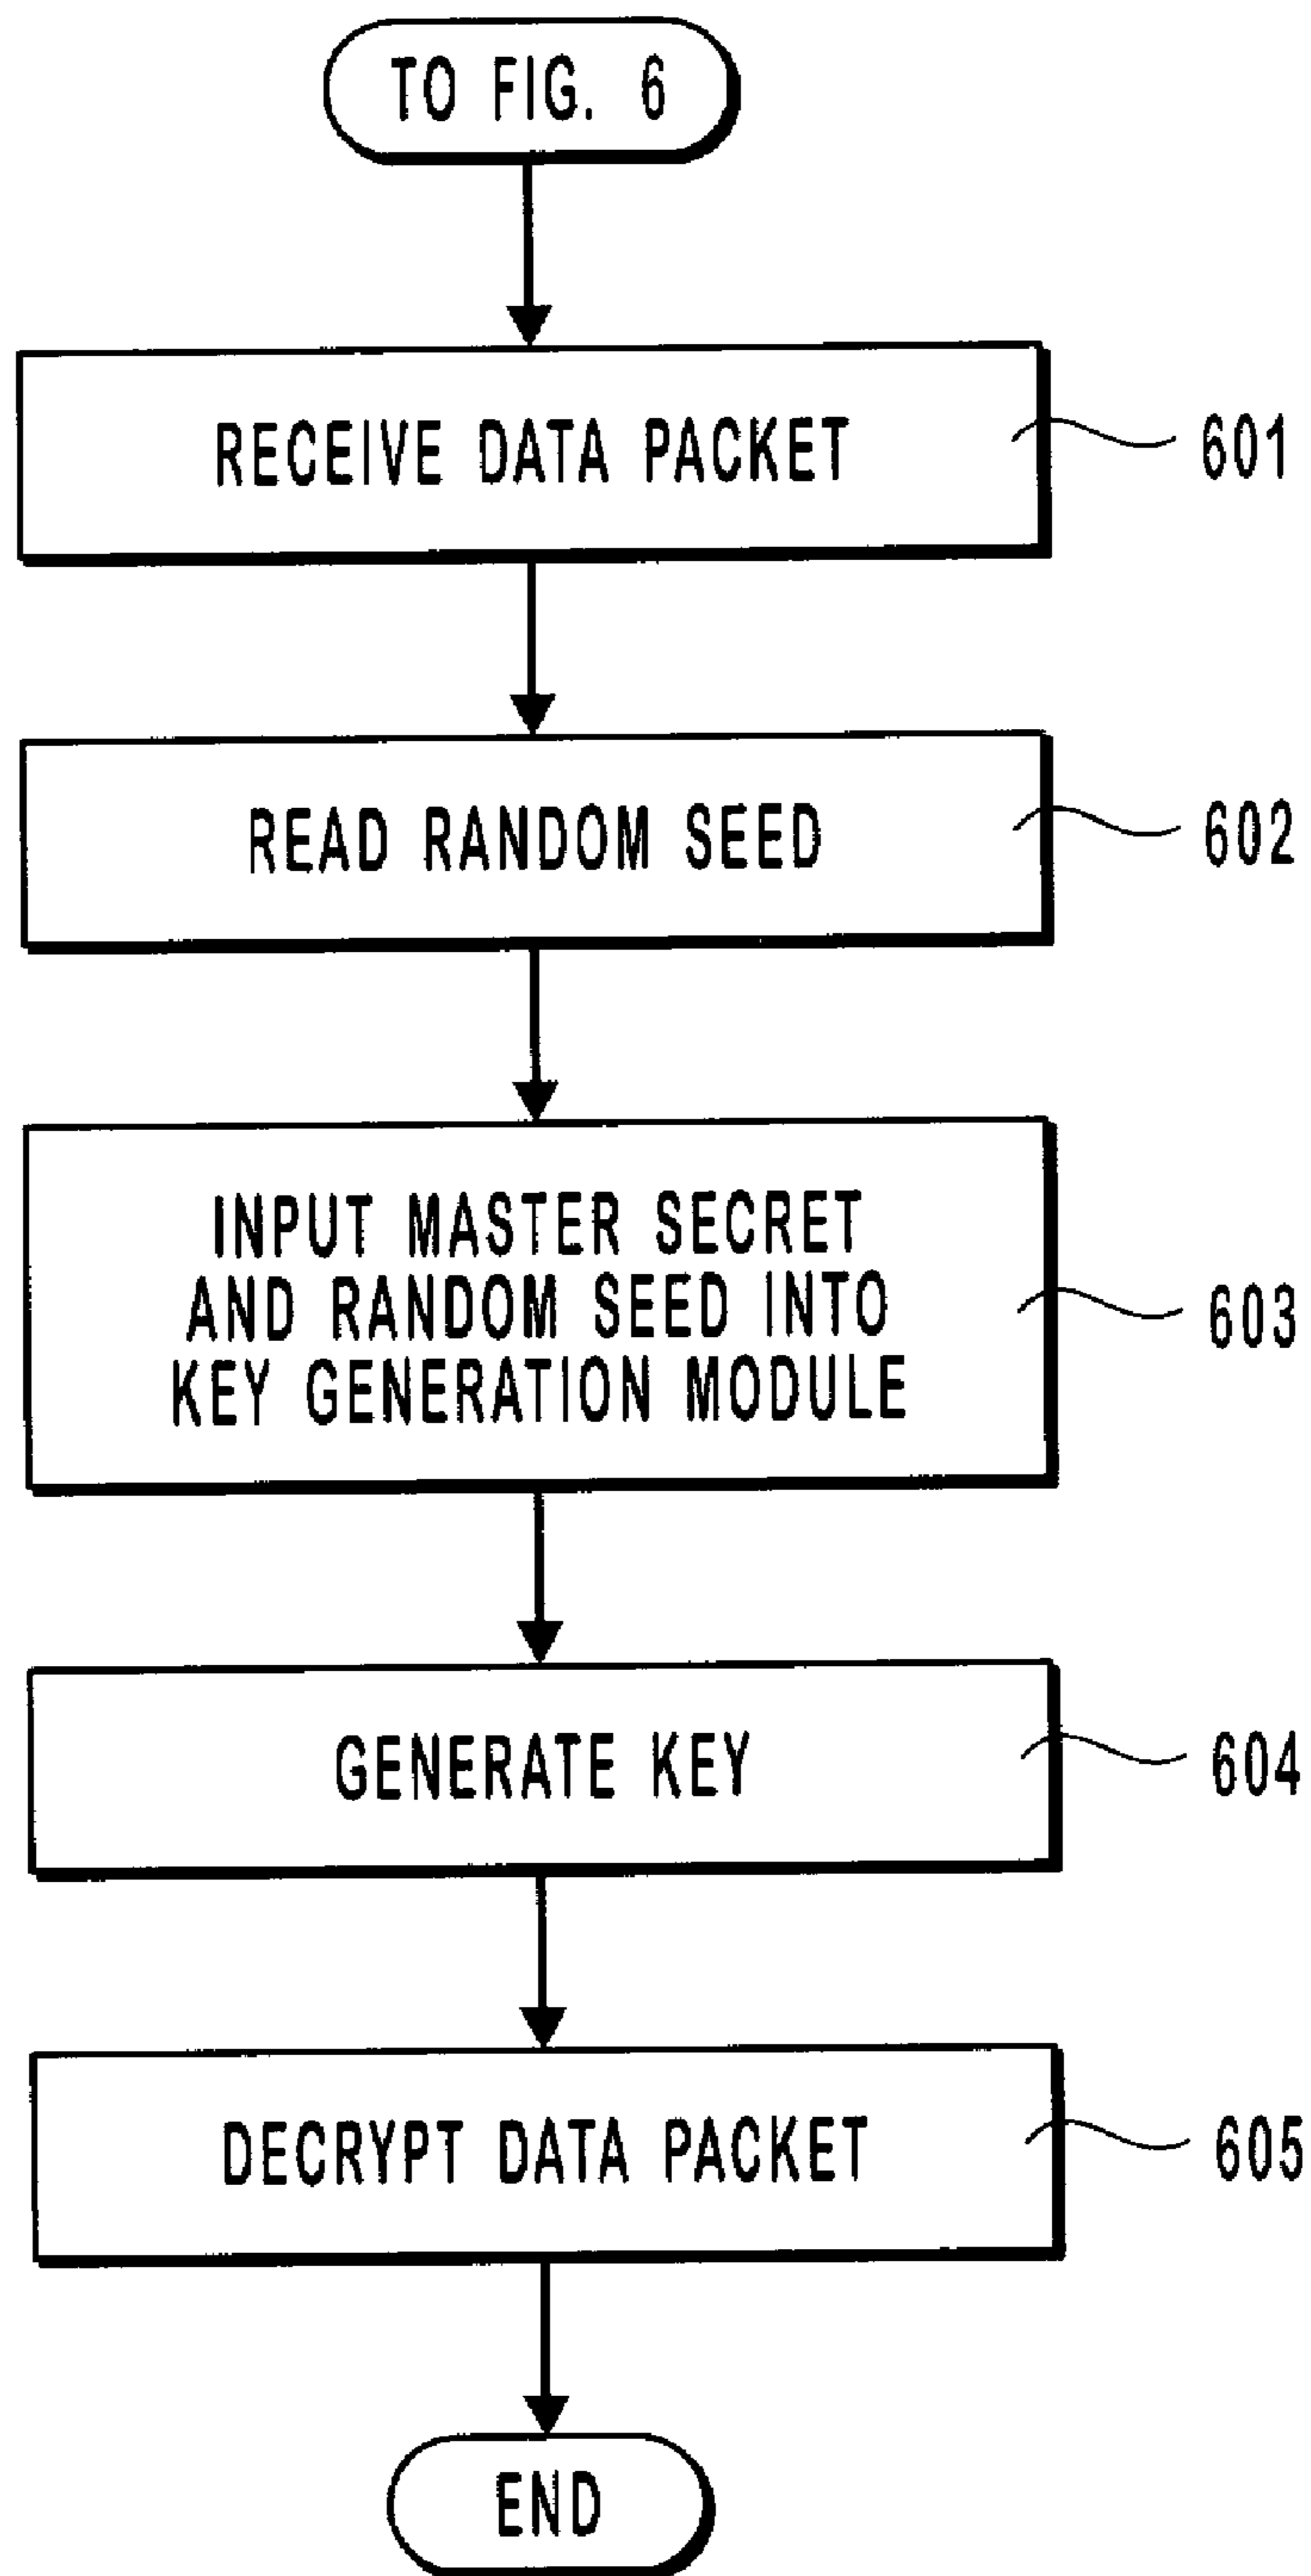 TO FIG. 6
RECEIVE DATA PACKET
601
READ RANDOM SEED
602
INPUT MASTER SECRET
AND RANDOM SEED INTO
KEY GENERATION MODULE
603
GENERATE KEY
604
DECRYPT DATA PACKET
605
END